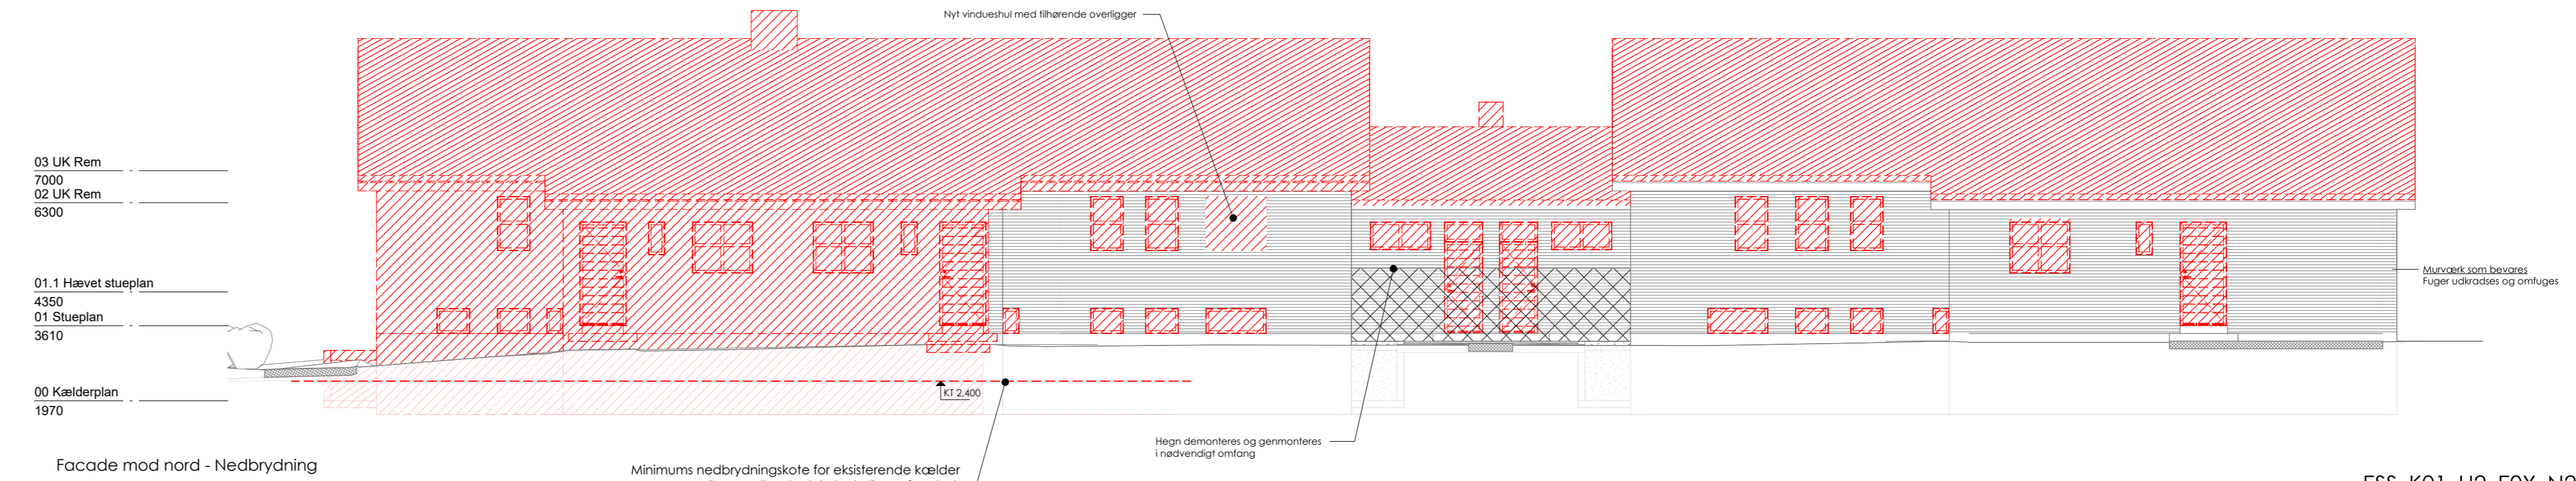 Nyt vindueshul med tilhørende overligger
03 UK Rem
7000
02 UK Rem
6300
01.1 Hævet stueplan
4350
01 Stueplan
3610
00 Kælderplan
1970
Murværk som bevares
Fuger udkradses og omfuges
KT 2,400
Hegn demonteres og genmonteres
i nødvendigt omfang
Facade mod nord - Nedbrydning
Minimums nedbrydningskote for eksisterende kælder